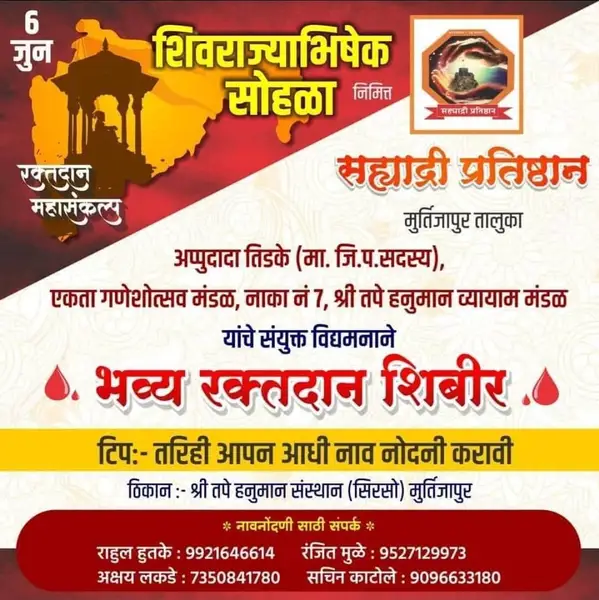 6
जुन
शिवराज्याभिषेक
सोहळा
निमित्त
रक्तदान
महासंकल्प
सह्याद्री प्रतिष्ठान
सह्याद्री प्रतिष्ठान
मुर्तिजापुर तालुका
अप्पुदादा तिडके (मा. जि.प.सदस्य),
एकता गणेशोत्सव मंडळ, नाका नं 7, श्री तपे हनुमान व्यायाम मंडळ
यांचे संयुक्त विद्यमनाने
भव्य रक्तदान शिबीर
टिप:- तरिही आपन आधी नाव नोदनी करावी
ठिकान :- श्री तपे हनुमान संस्थान (सिरसो) मुर्तिजापुर
* नावनोंदणी साठी संपर्क *
राहुल हुतके : 9921646614 रंजित मुळे : 9527129973
अक्षय लकडे : 7350841780 सचिन काटोले : 9096633180